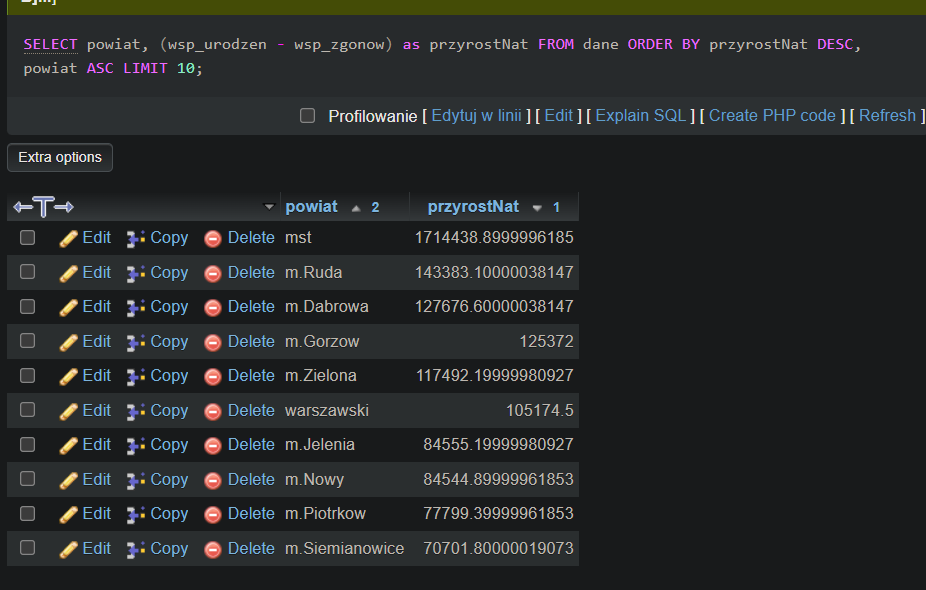 SELECT powiat, (wsp_urodzen - wsp_zgonow) as przyrostNat FROM dane ORDER BY przyrostNat DESC,
powiat ASC LIMIT 10;
Profilowanie [ Edytuj w linii ] [ Edit ] [ Explain SQL ] [ Create PHP code ] [ Refresh ]
Extra options
powiat 2 przyrostNat 1
Edit Copy Delete mst 1714438.8999996185
Edit Copy Delete m.Ruda 143383.10000038147
Edit Copy Delete m.Dabrowa 127676.60000038147
Edit Copy Delete m.Gorzow 125372
Edit Copy Delete m.Zielona 117492.19999980927
Edit Copy Delete warszawski 105174.5
Edit Copy Delete m.Jelenia 84555.19999980927
Edit Copy Delete m.Nowy 84544.89999961853
Edit Copy Delete m.Piotrkow 77799.39999961853
Edit Copy Delete m.Siemianowice 70701.80000019073